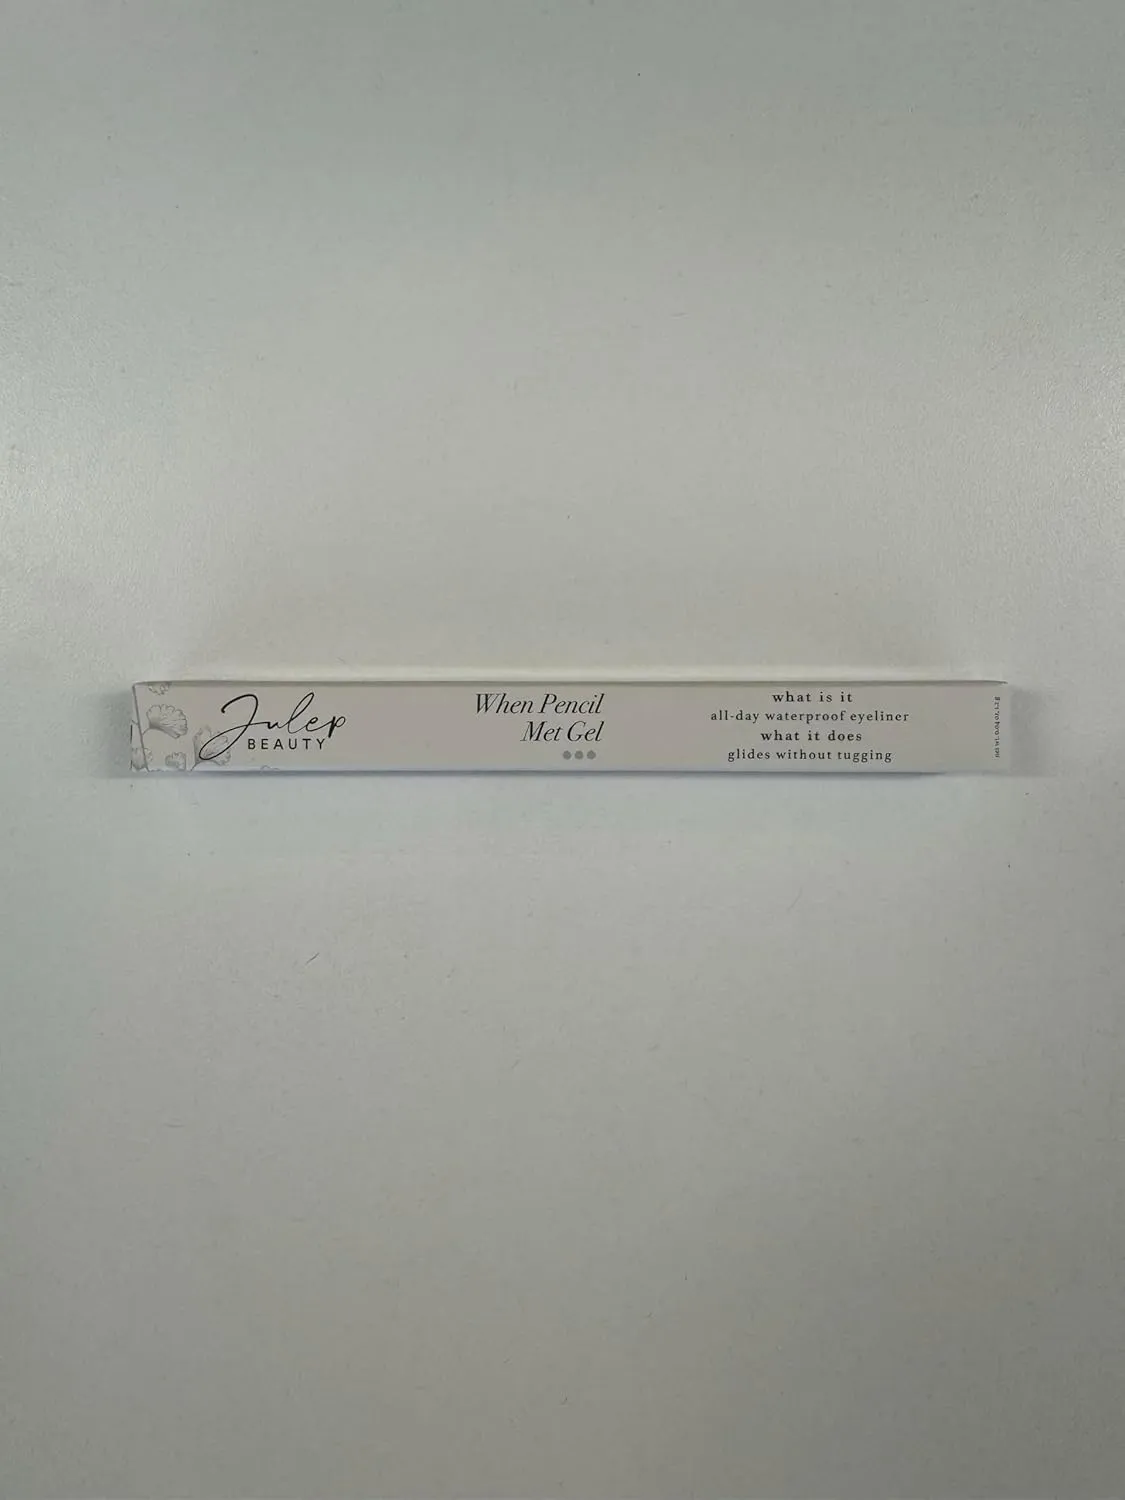 Julep
BEAUTY
When Pencil
Met Gel
what is it
all-day waterproof eyeliner
what it does
glides without tugging